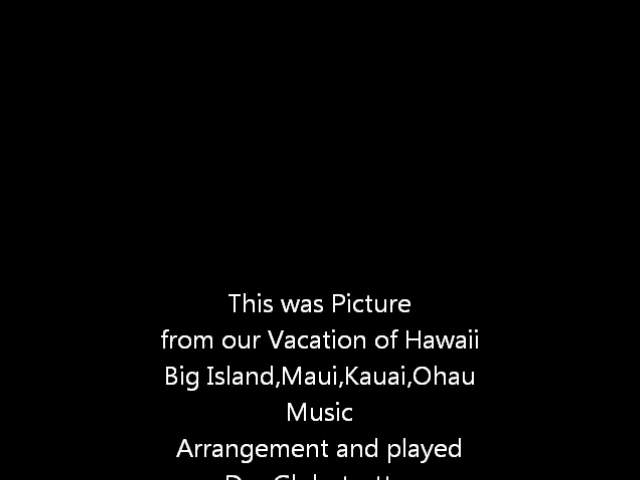 This was Picture
from our Vacation of Hawaii
Big Island,Maui,Kauai,Ohau
Music
Arrangement and played